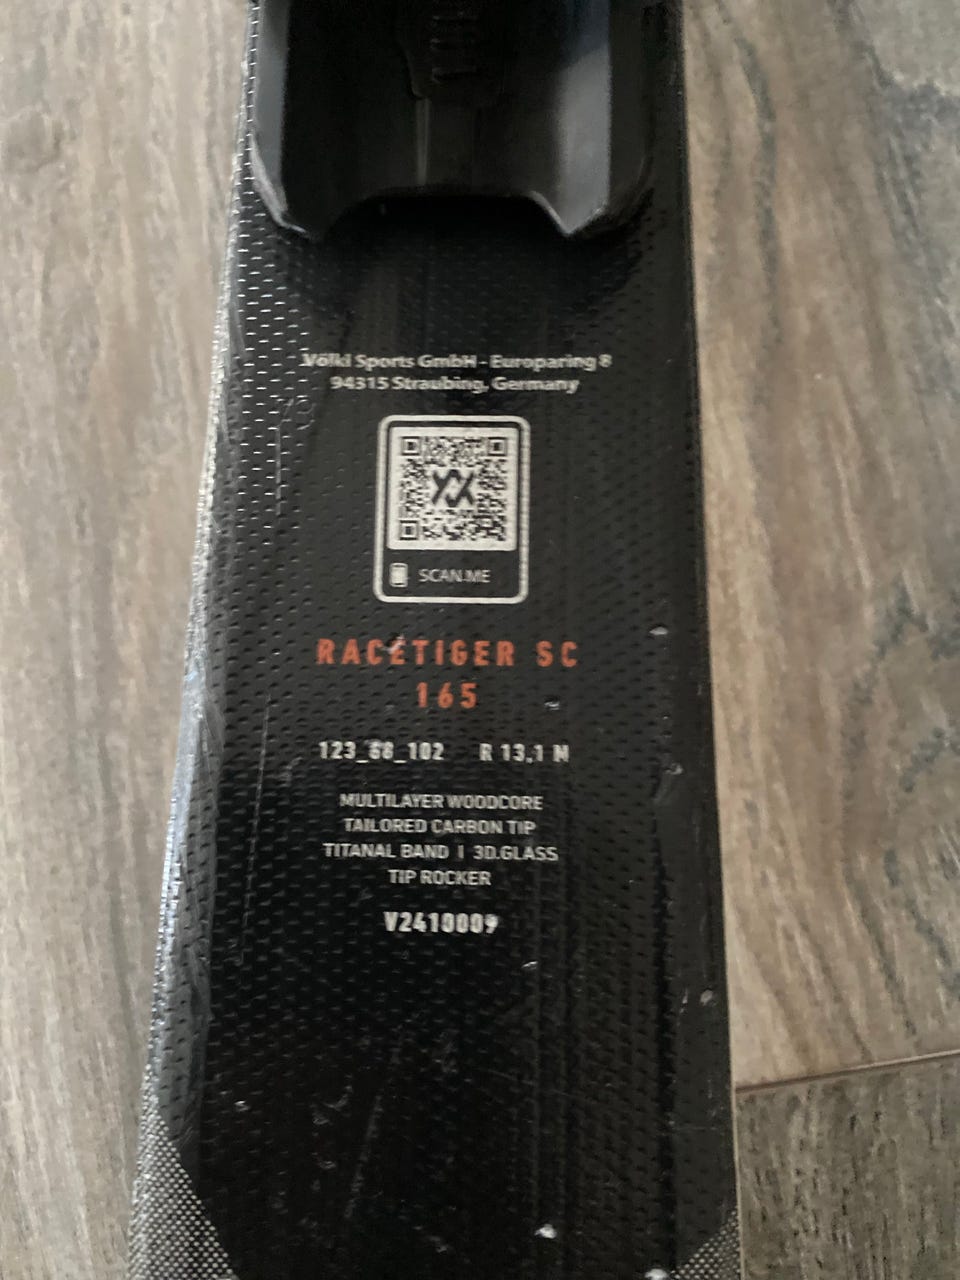 Völkl Sports GmbH - Europaring 8
94315 Straubing, Germany
SCAN ME
RACETIGER SC
165
123_68_102 R 13,1 M
MULTILAYER WOODCORE
TAILORED CARBON TIP
TITANAL BAND I 3D.GLASS
TIP ROCKER
V2410009